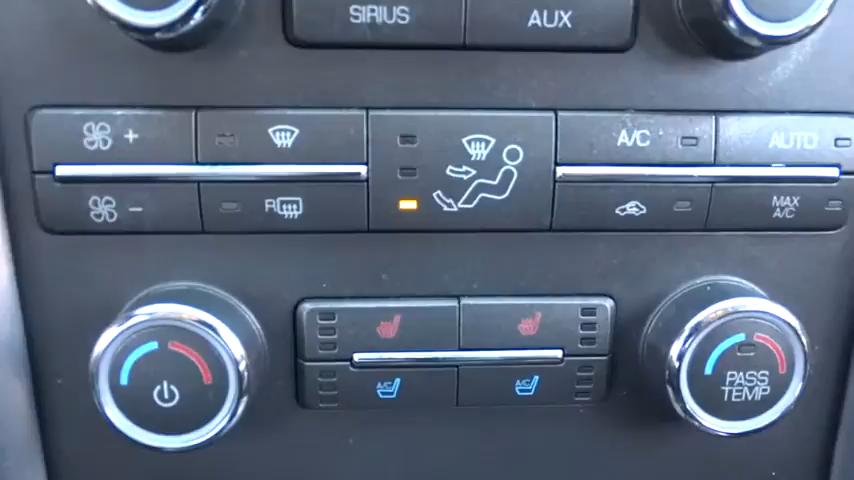 SIRIUS AUX
+ A/C AUTO
- R MAX
A/C
A/C A/C
PASS
TEMP